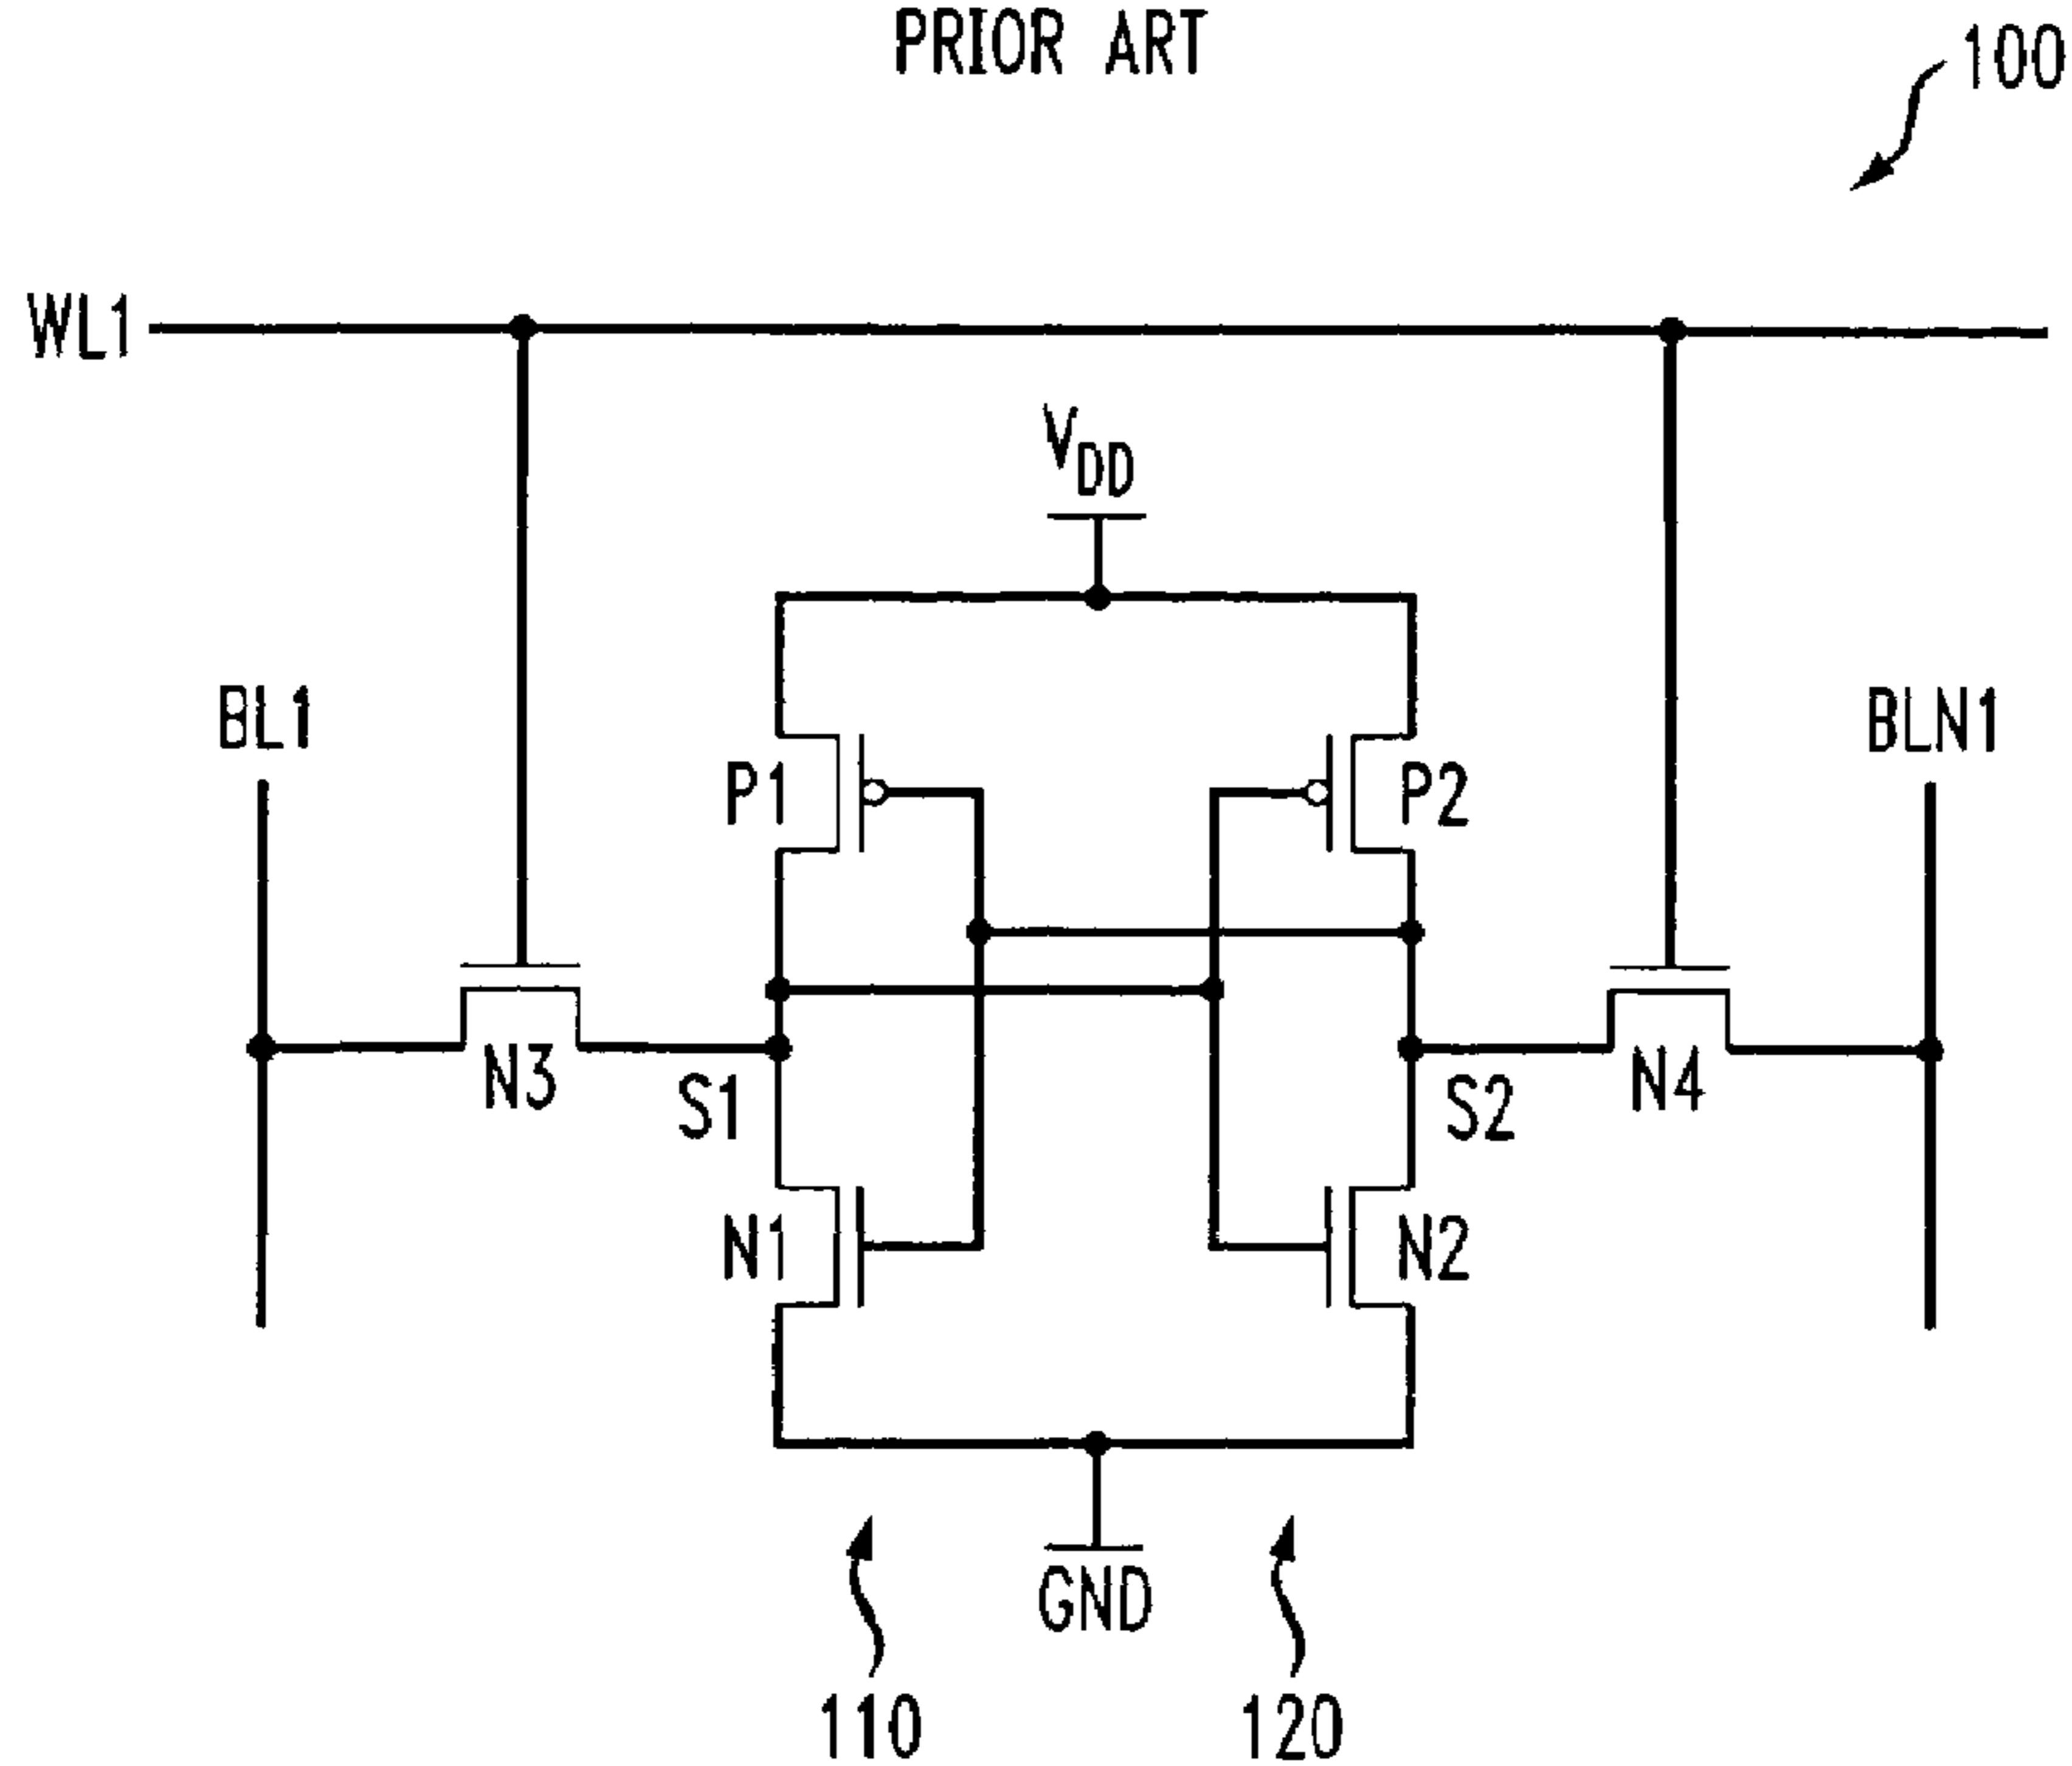 PRIOR ART
100
WL1
VDD
BL1
BLN1
P1
P2
N3
S1
S2
N4
N1
N2
GND
110
120